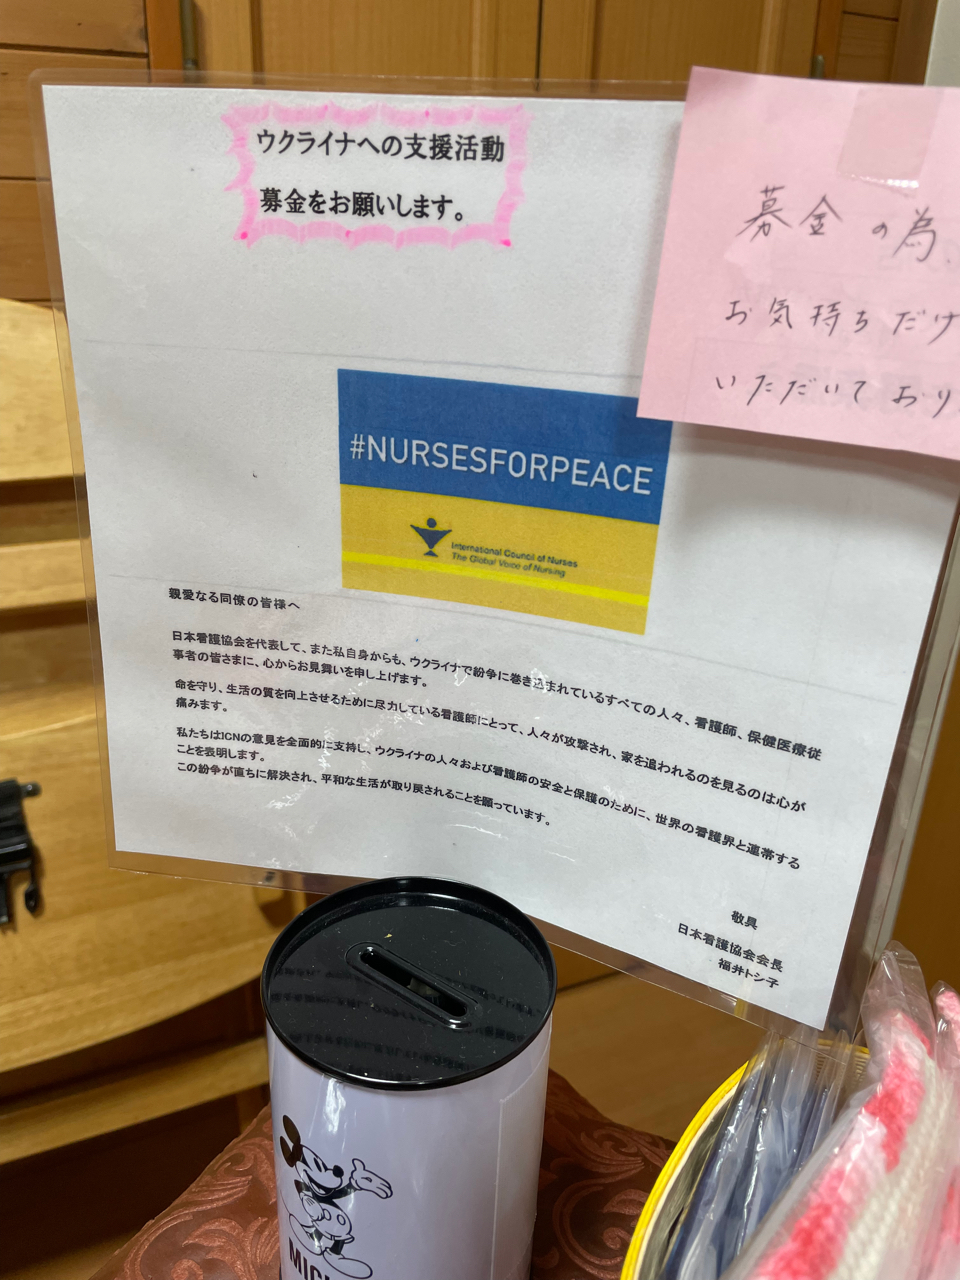 ウクライナへの支援活動
募金をお願いします。
募金の為、
お気持ちだけ
いただいており
#NURSESFORPEACE
International Council of Nurses
The Global Voice of Nursing
親愛なる同僚の皆様へ
日本看護協会を代表して、また私自身からも、ウクライナで紛争に巻き込まれているすべての人々、看護師、保健医療従
事者の皆さまに、心からお見舞いを申し上げます。
命を守り、生活の質を向上させるために尽力している看護師にとって、人々が攻撃され、家を追われるのを見るのは心が
痛みます。
私たちはICNの意見を全面的に支持し、ウクライナの人々および看護師の安全と保護のために、世界の看護界と連帯する
ことを表明します。
この紛争が直ちに解決され、平和な生活が取り戻されることを願っています。
敬具
日本看護協会会長
福井トシ子